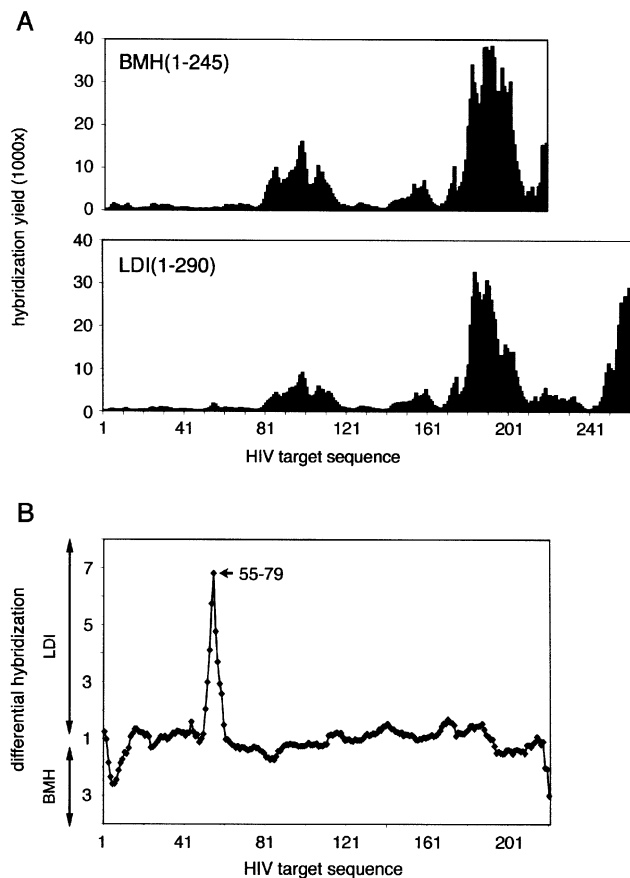 A
BMH(1-245)
40
30
20
10
0
hybridization yield (1000x)
LDI(1-290)
40
30
20
10
0
1 41 81 121 161 201 241
HIV target sequence
B
differential hybridization
LDI
BMH
7
5
3
1
3
55-79
1 41 81 121 161 201
HIV target sequence